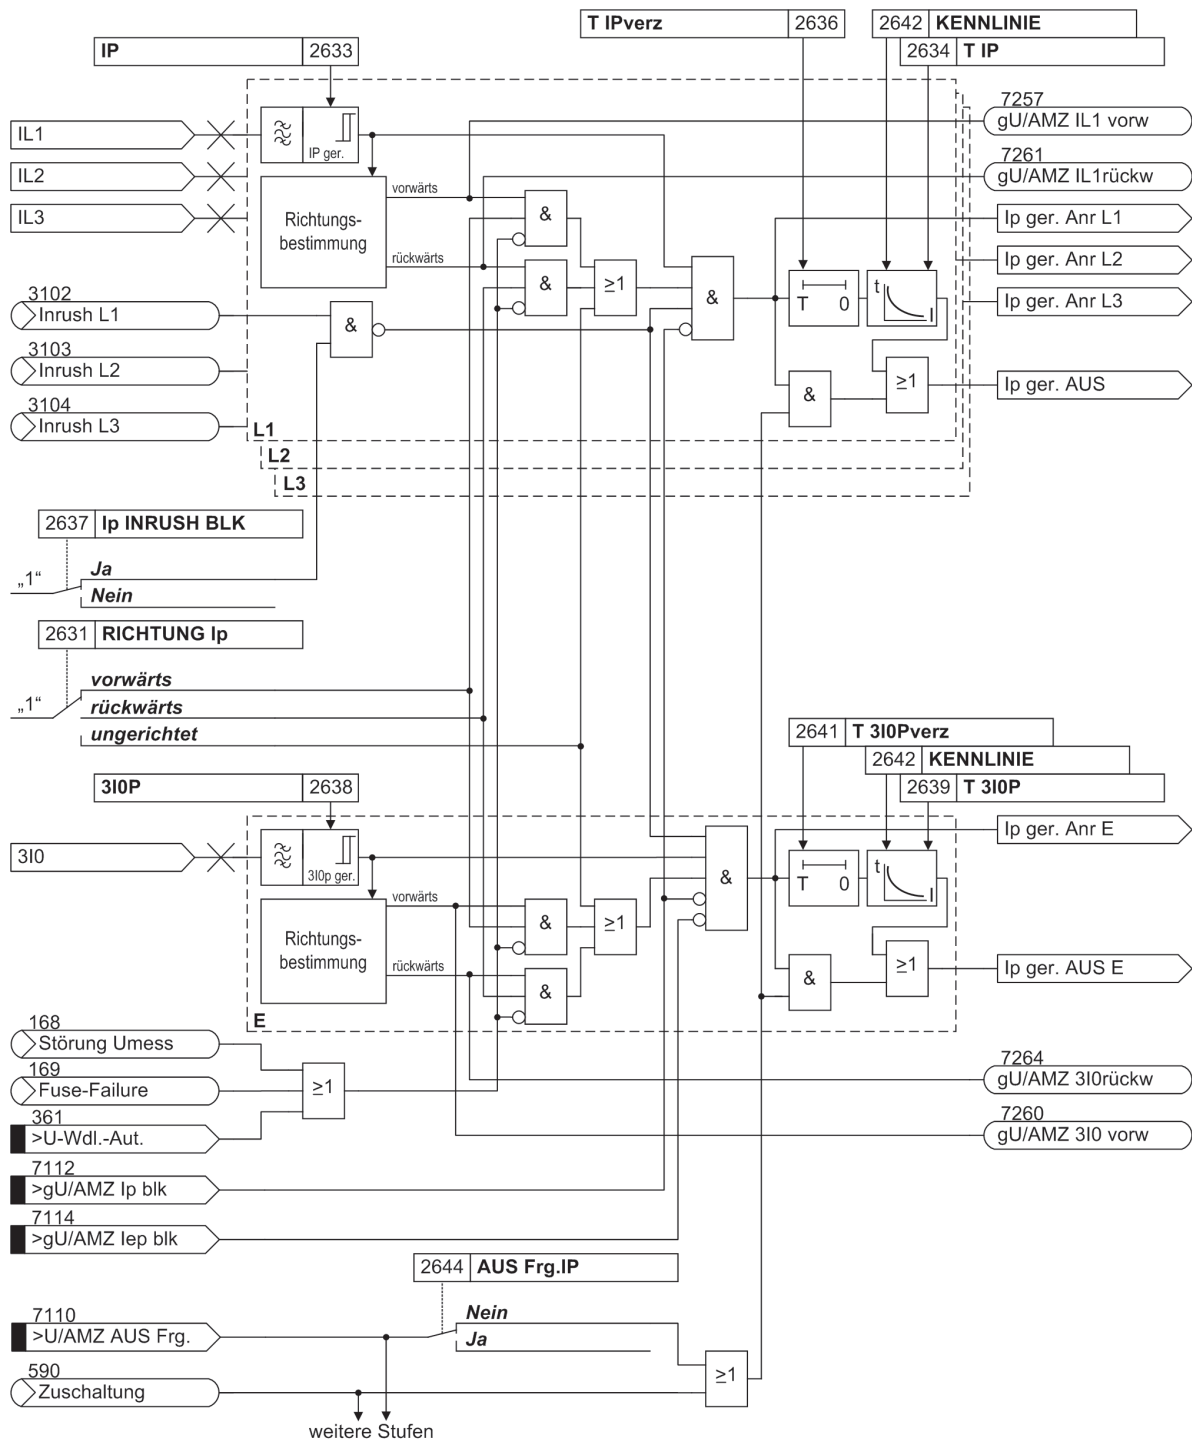 T IPverz 2636
2642 KENNLINIE
IP 2633
2634 T IP
7257
gU/AMZ IL1 vorw
IL1
IP ger.
7261
gU/AMZ IL1rückw
IL2
vorwärts
IL3
Richtungs-
bestimmung
&
Ip ger. Anr L1
rückwärts
Ip ger. Anr L2
&
≥1
&
T 0
t
I
3102
Inrush L1
&
Ip ger. Anr L3
3103
Inrush L2
&
≥1
Ip ger. AUS
3104
Inrush L3
L1
L2
L3
2637 Ip INRUSH BLK
„1“
Ja
Nein
2631 RICHTUNG Ip
„1“
vorwärts
rückwärts
ungerichtet
2641 T 3I0Pverz
2642 KENNLINIE
3I0P 2638
2639 T 3I0P
Ip ger. Anr E
3I0
3I0p ger.
&
T 0
t
I
vorwärts
Richtungs-
bestimmung
&
≥1
rückwärts
&
&
≥1
Ip ger. AUS E
E
168
Störung Umess
169
Fuse-Failure
≥1
7264
gU/AMZ 3I0rückw
361
>U-Wdl.-Aut.
7260
gU/AMZ 3I0 vorw
7112
>gU/AMZ Ip blk
7114
>gU/AMZ Iep blk
2644 AUS Frg.IP
7110
>U/AMZ AUS Frg.
Nein
Ja
590
Zuschaltung
≥1
weitere Stufen